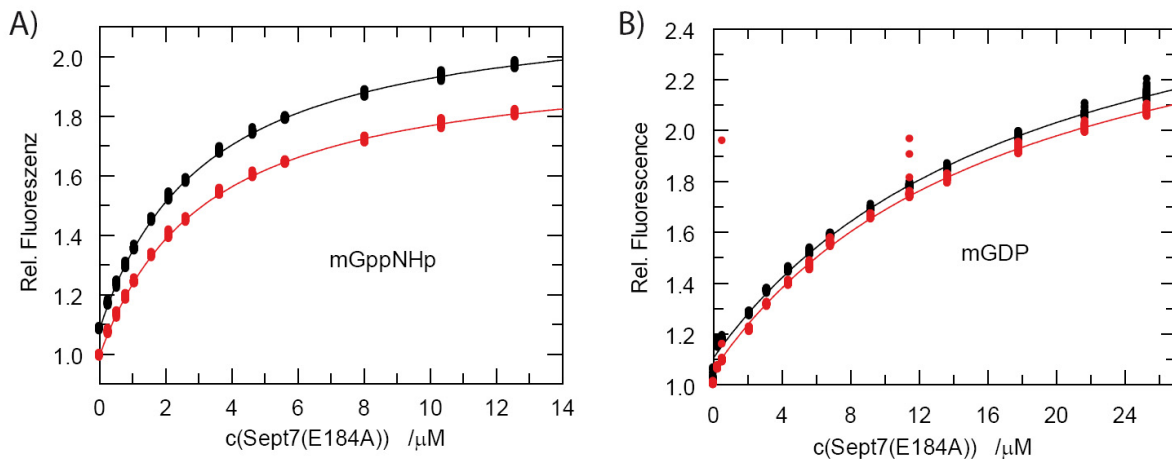 A)
2.0
1.8
1.6
1.4
1.2
1.0
Rel. Fluoreszenz
mGppNHp
0 2 4 6 8 10 12 14
c(Sept7(E184A)) /μM
B)
2.4
2.2
2.0
1.8
1.6
1.4
1.2
1.0
Rel. Fluorescence
mGDP
0 4 8 12 16 20 24
c(Sept7(E184A)) /μM